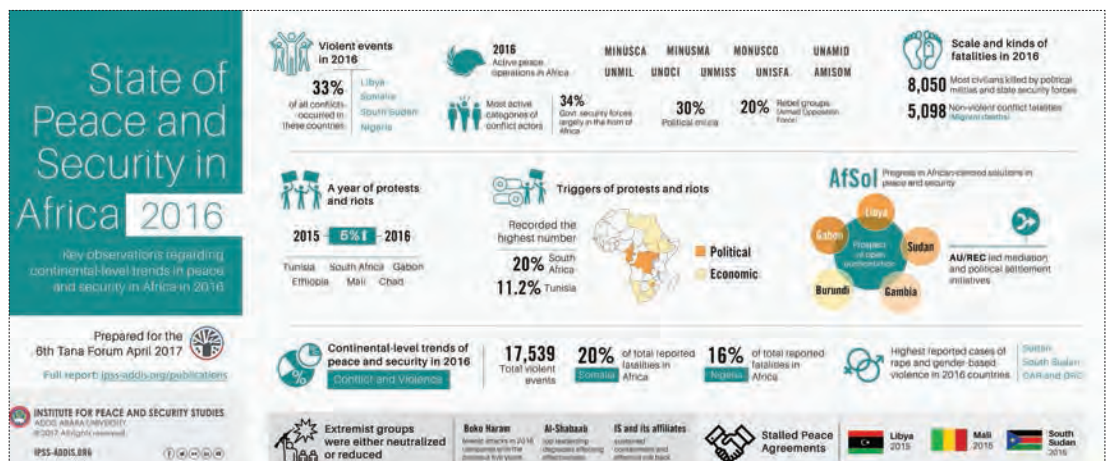 State of
Peace and
Security in
Africa 2016
Key observations regarding
continental-level trends in peace
and security in Africa in 2016
Prepared for the
6th Tana Forum April 2017
Full report: ipss-addis.org/publications
INSTITUTE FOR PEACE AND SECURITY STUDIES
ADDIS ABABA UNIVERSITY
© 2017 All rights reserved
IPSS-ADDIS.ORG
Violent events
in 2016
33%
of all conflicts
occurred in
these countries
Libya
Somalia
South Sudan
Nigeria
2016
Active peace
operations in Africa
MINUSCA MINUSMA MONUSCO UNAMID
UNMIL UNOCI UNMISS UNISFA AMISOM
Most active
categories of
conflict actors
34%
Govt. security forces
largely in the horn of
Africa
30%
Political militia
20% Rebel groups
(Armed Opposition
Force)
Scale and kinds of
fatalities in 2016
8,050 Most civilians killed by political
militias and state security forces
5,098 Non-violent conflict fatalities
(Migrant deaths)
A year of protests
and riots
2015 5% 2016
Tunisia South Africa Gabon
Ethiopia Mali Chad
Triggers of protests and riots
Recorded the
highest number
20% South
Africa
11.2% Tunisia
Political
Economic
AfSol Progress in African-centred solutions in
peace and security
Libya
Gabon
Sudan
Prospect
of open
confrontation
Burundi
Gambia
AU/REC led mediation
and political settlement
initiatives
Continental-level trends of
peace and security in 2016
Conflict and Violence
17,539
Total violent
events
20% of total reported
fatalities in
Somalia Africa
16% of total reported
fatalities in
Nigeria Africa
Highest reported cases of
rape and gender-based
violence in 2016 countries
Sudan
South Sudan
CAR and DRC
Extremist groups
were either neutralized
or reduced
Boko Haram
Al-Shabaab
IS and its affiliates
Stalled Peace
Agreements
Libya
2015
Mali
2015
South
Sudan
2015